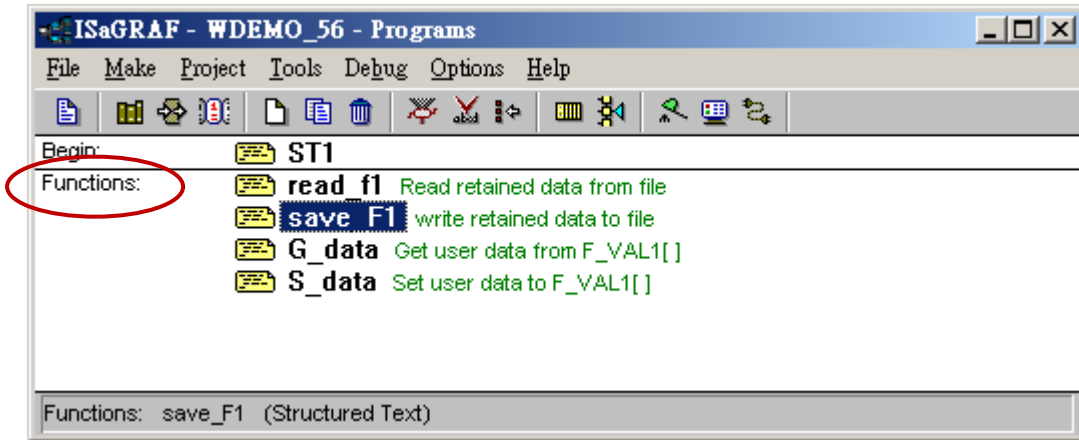 ISaGRAF - WDEMO_56 - Programs
File Make Project Tools Debug Options Help
Begin: ST1
Functions: read_f1 Read retained data from file
save_F1 write retained data to file
G_data Get user data from F_VAL1[ ]
S_data Set user data to F_VAL1[ ]
Functions: save_F1 (Structured Text)